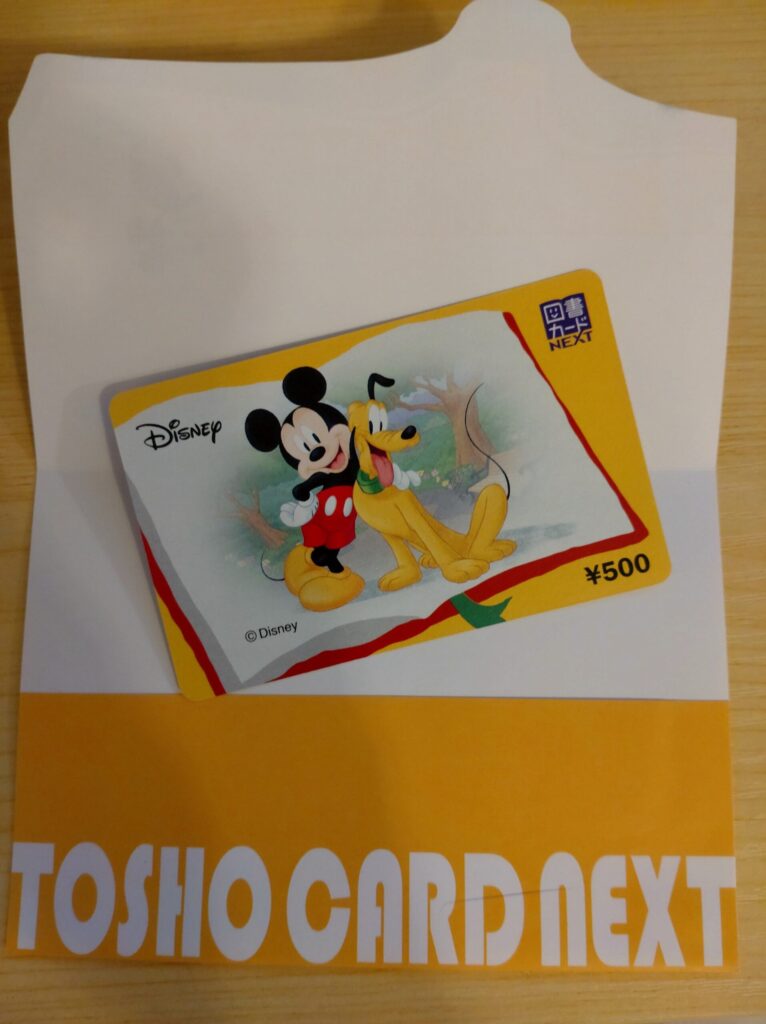 図書
カード
NEXT
Disney
¥500
©Disney
TOSHO CARD NEXT